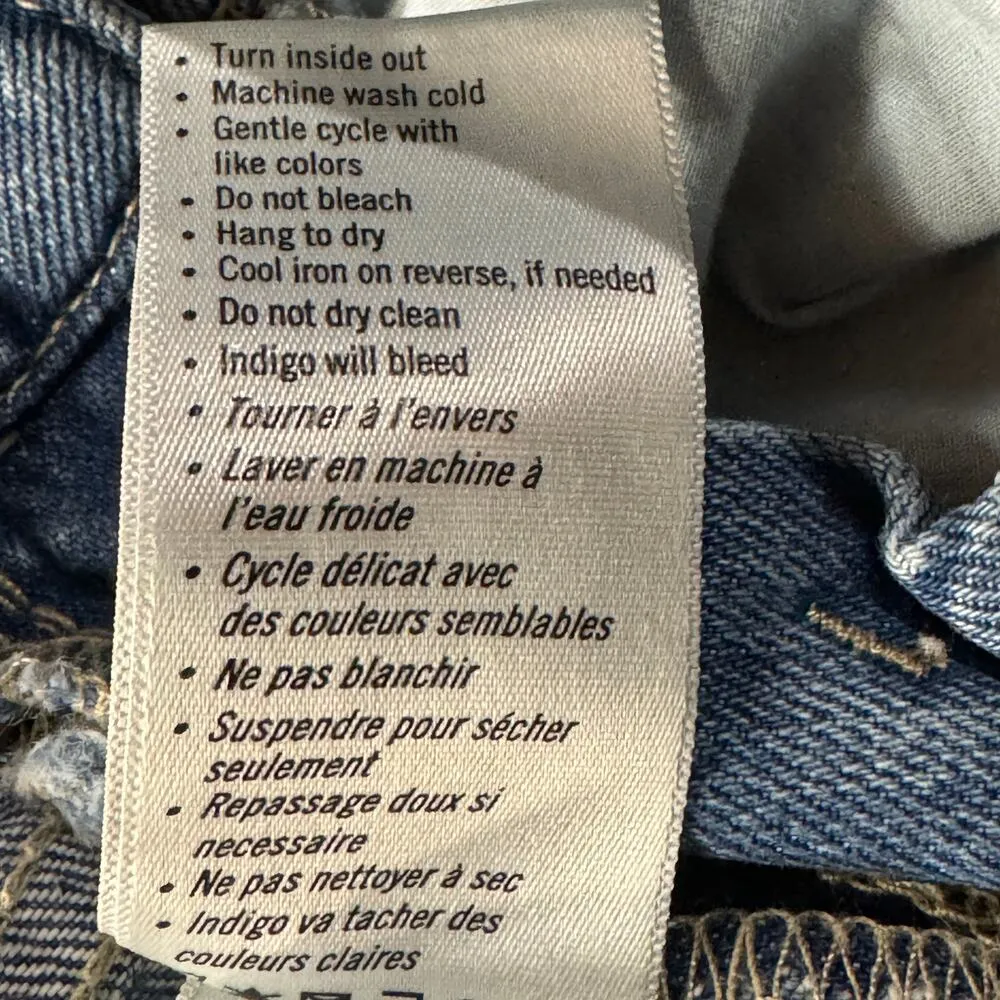 • Turn inside out
• Machine wash cold
• Gentle cycle with
like colors
• Do not bleach
• Hang to dry
• Cool iron on reverse, if needed
• Do not dry clean
• Indigo will bleed
• Tourner à l'envers
• Laver en machine à
l'eau froide
• Cycle délicat avec
des couleurs semblables
• Ne pas blanchir
• Suspendre pour sécher
seulement
• Repassage doux si
necessaire
• Ne pas nettoyer à sec
• Indigo va tacher des
couleurs claires